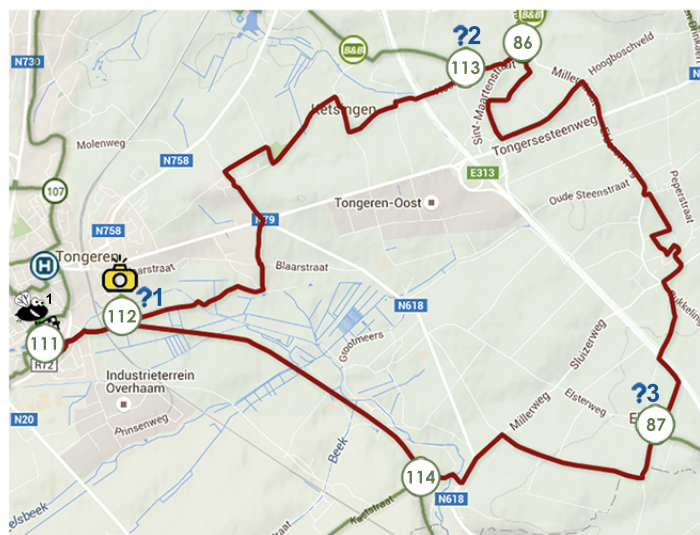 B&B
?2
86
N730
B&B
113
Hoogboschveld
Ketsingen
Sint-Maartenstraat
Tongersesteenweg
Molenweg
N758
E313
107
Oude Steenstraat
Peperstraat
Tongeren-Oost
N758
N79
H
Tongeren
Blaarstraat
?1
N618
1
112
111
R72
Grootmeers
Sluizerweg
Industrieterrein
Overhaam
?3
Elsterweg
Millerweg
N20
Prinsenweg
87
Beek
114
N618
Kaststraat